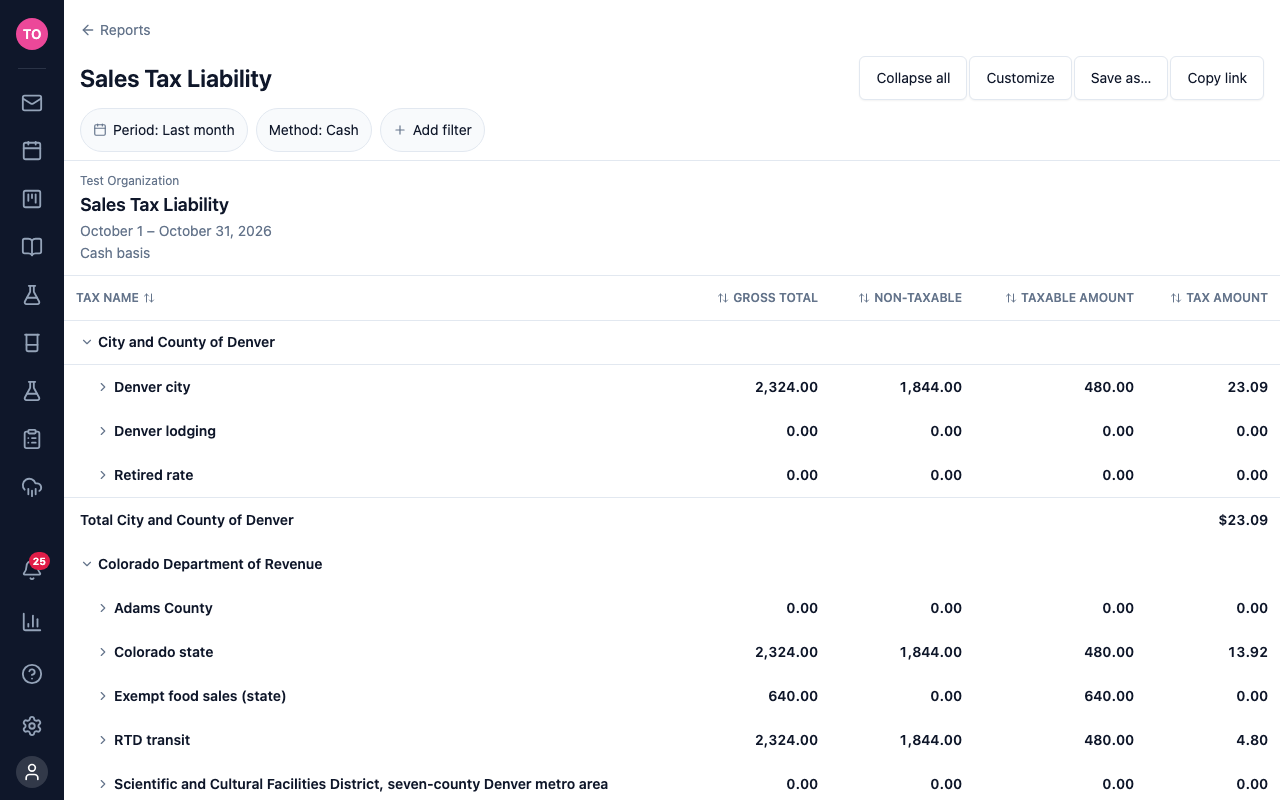 TO
Reports
Sales Tax Liability
Collapse all
Customize
Save as...
Copy link
Period: Last month
Method: Cash
Add filter
Test Organization
Sales Tax Liability
October 1 – October 31, 2026
Cash basis
TAX NAME GROSS TOTAL NON-TAXABLE TAXABLE AMOUNT TAX AMOUNT
City and County of Denver
Denver city 2,324.00 1,844.00 480.00 23.09
Denver lodging 0.00 0.00 0.00 0.00
Retired rate 0.00 0.00 0.00 0.00
Total City and County of Denver $23.09
Colorado Department of Revenue
Adams County 0.00 0.00 0.00 0.00
Colorado state 2,324.00 1,844.00 480.00 13.92
Exempt food sales (state) 640.00 0.00 640.00 0.00
RTD transit 2,324.00 1,844.00 480.00 4.80
Scientific and Cultural Facilities District, seven-county Denver metro area 0.00 0.00 0.00 0.00
25